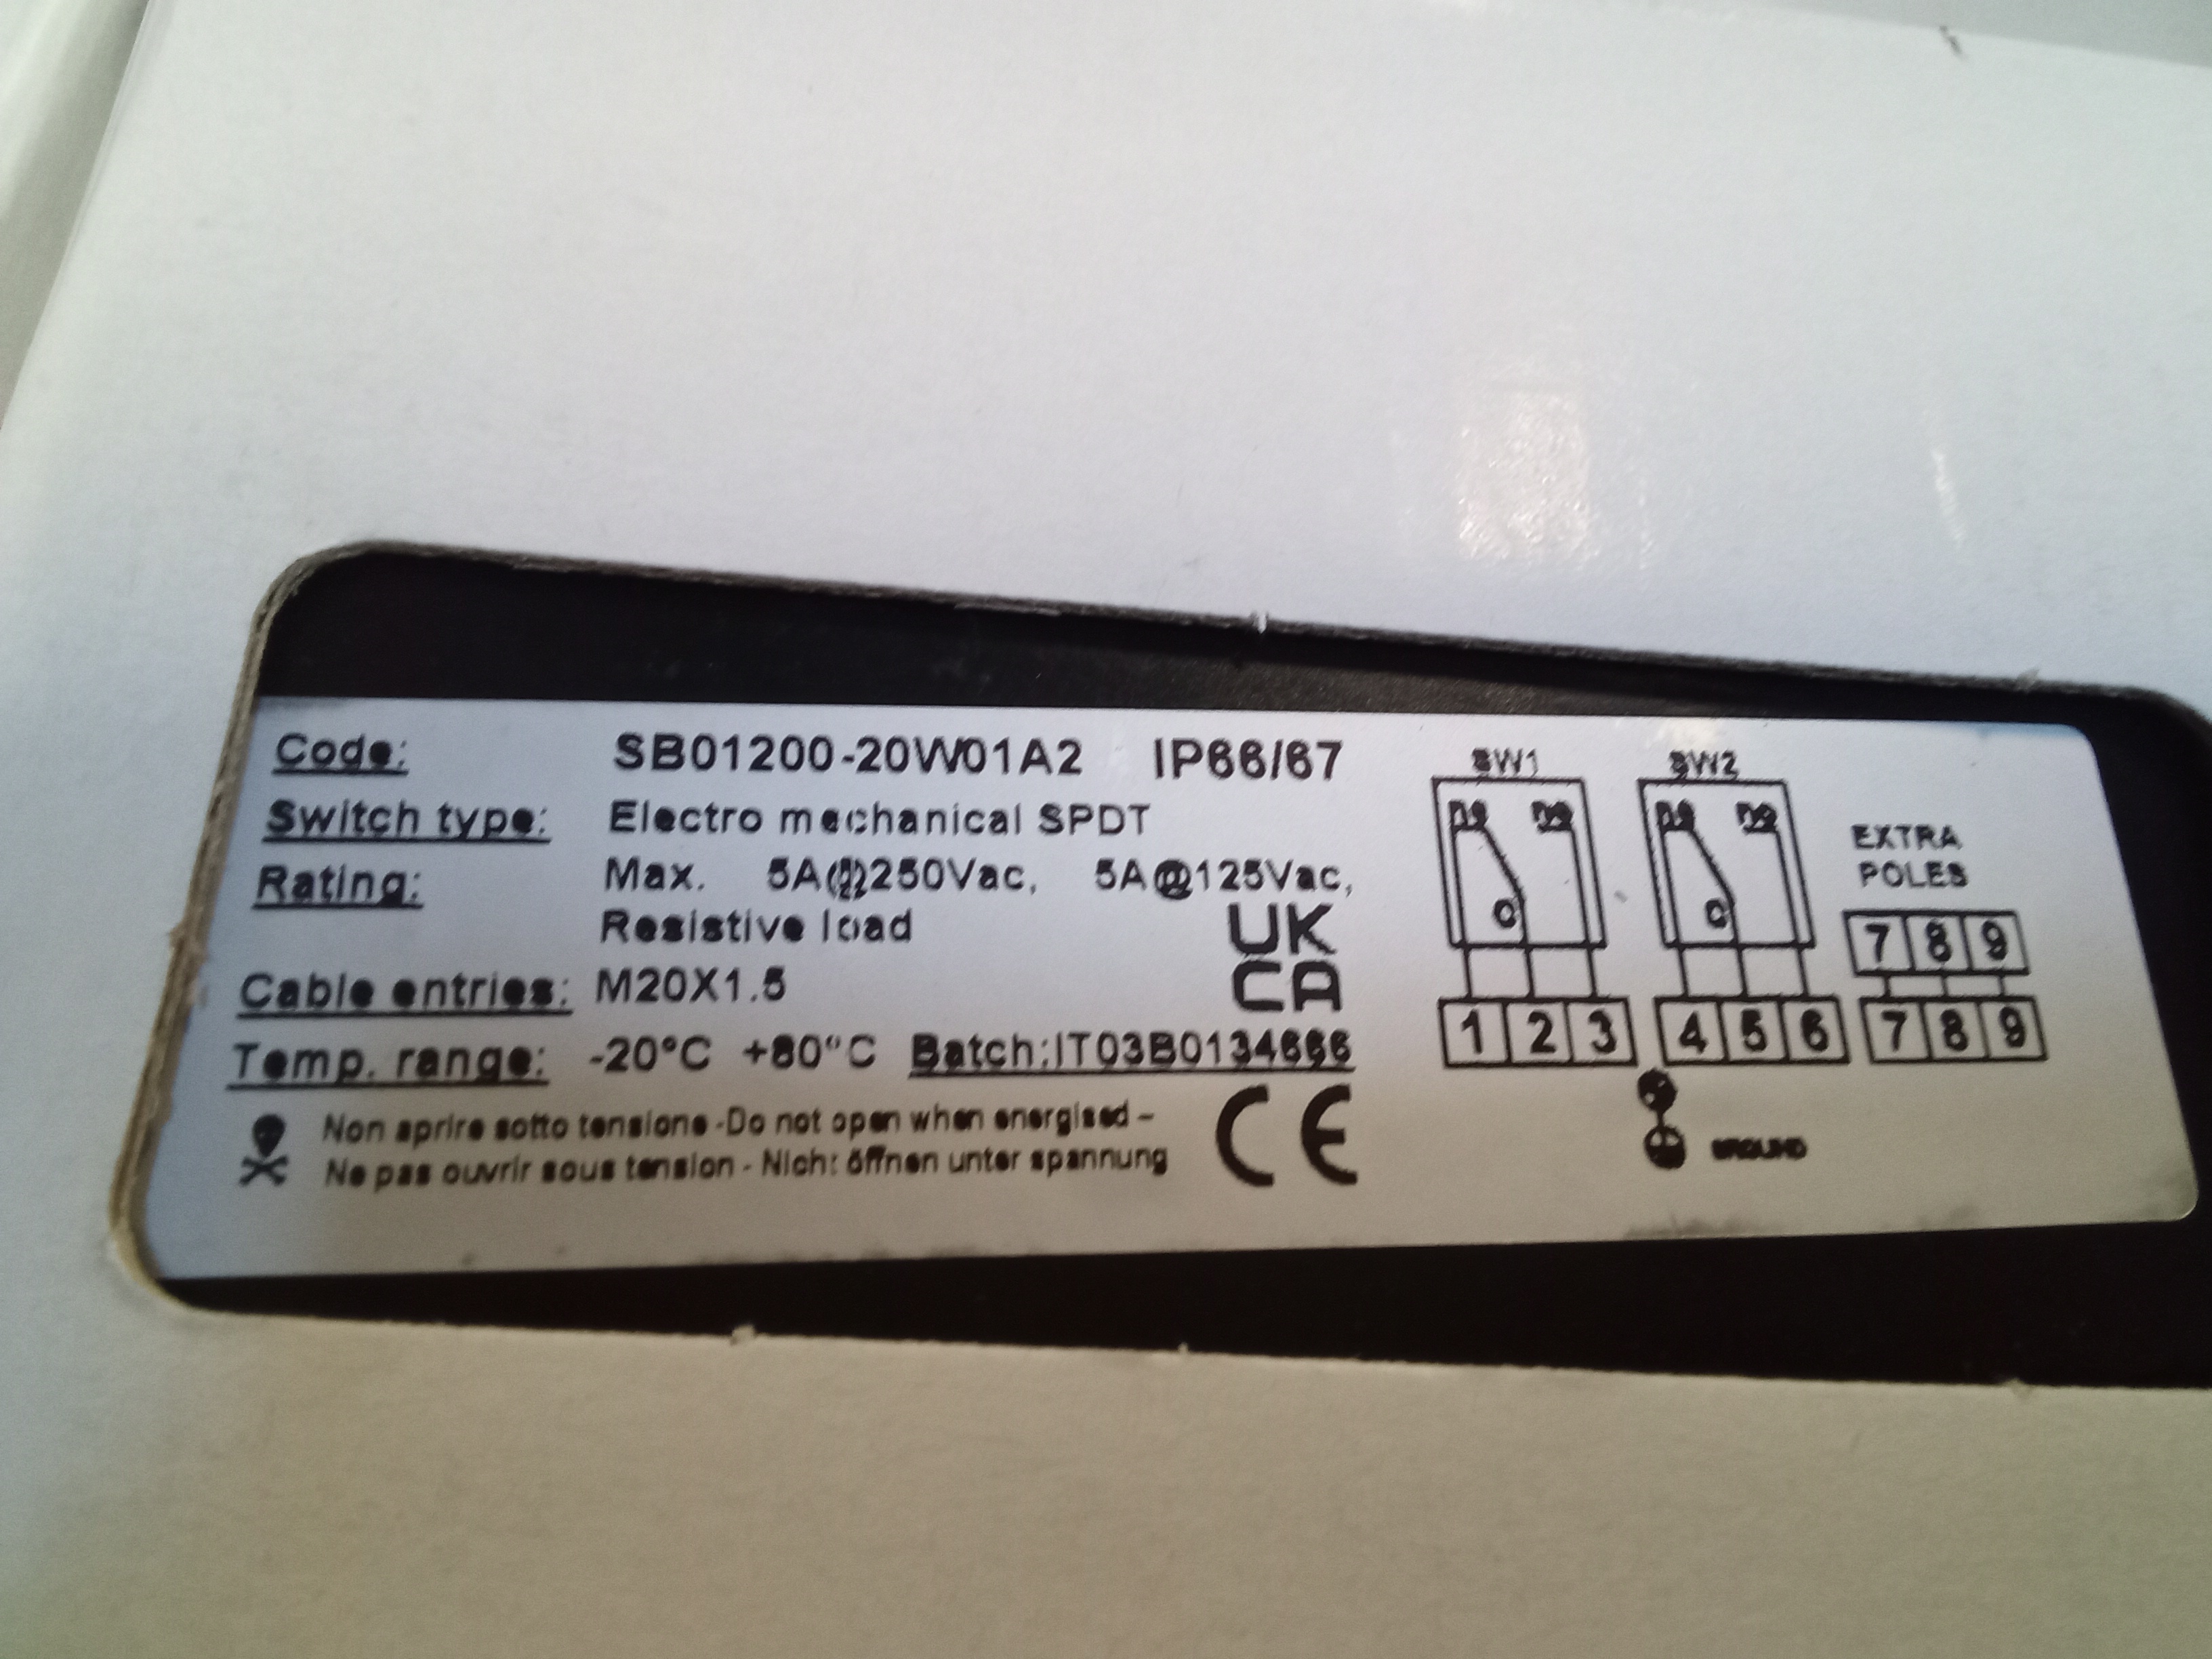 Code: SB01200-20W01A2 IP66/67
Switch type: Electro mechanical SPDT
Rating: Max. 5A@250Vac, 5A@125Vac,
Resistive load
UK
CA
Cable entries: M20X1.5
Temp. range: -20°C +80°C Batch:IT03B0134666
Non aprire sotto tensione -Do not open when energised –
Ne pas ouvrir sous tension - Nicht öffnen unter spannung
CE
SW1 SW2
C C
EXTRA
POLES
7 8 9
1 2 3 4 5 6 7 8 9
GROUND